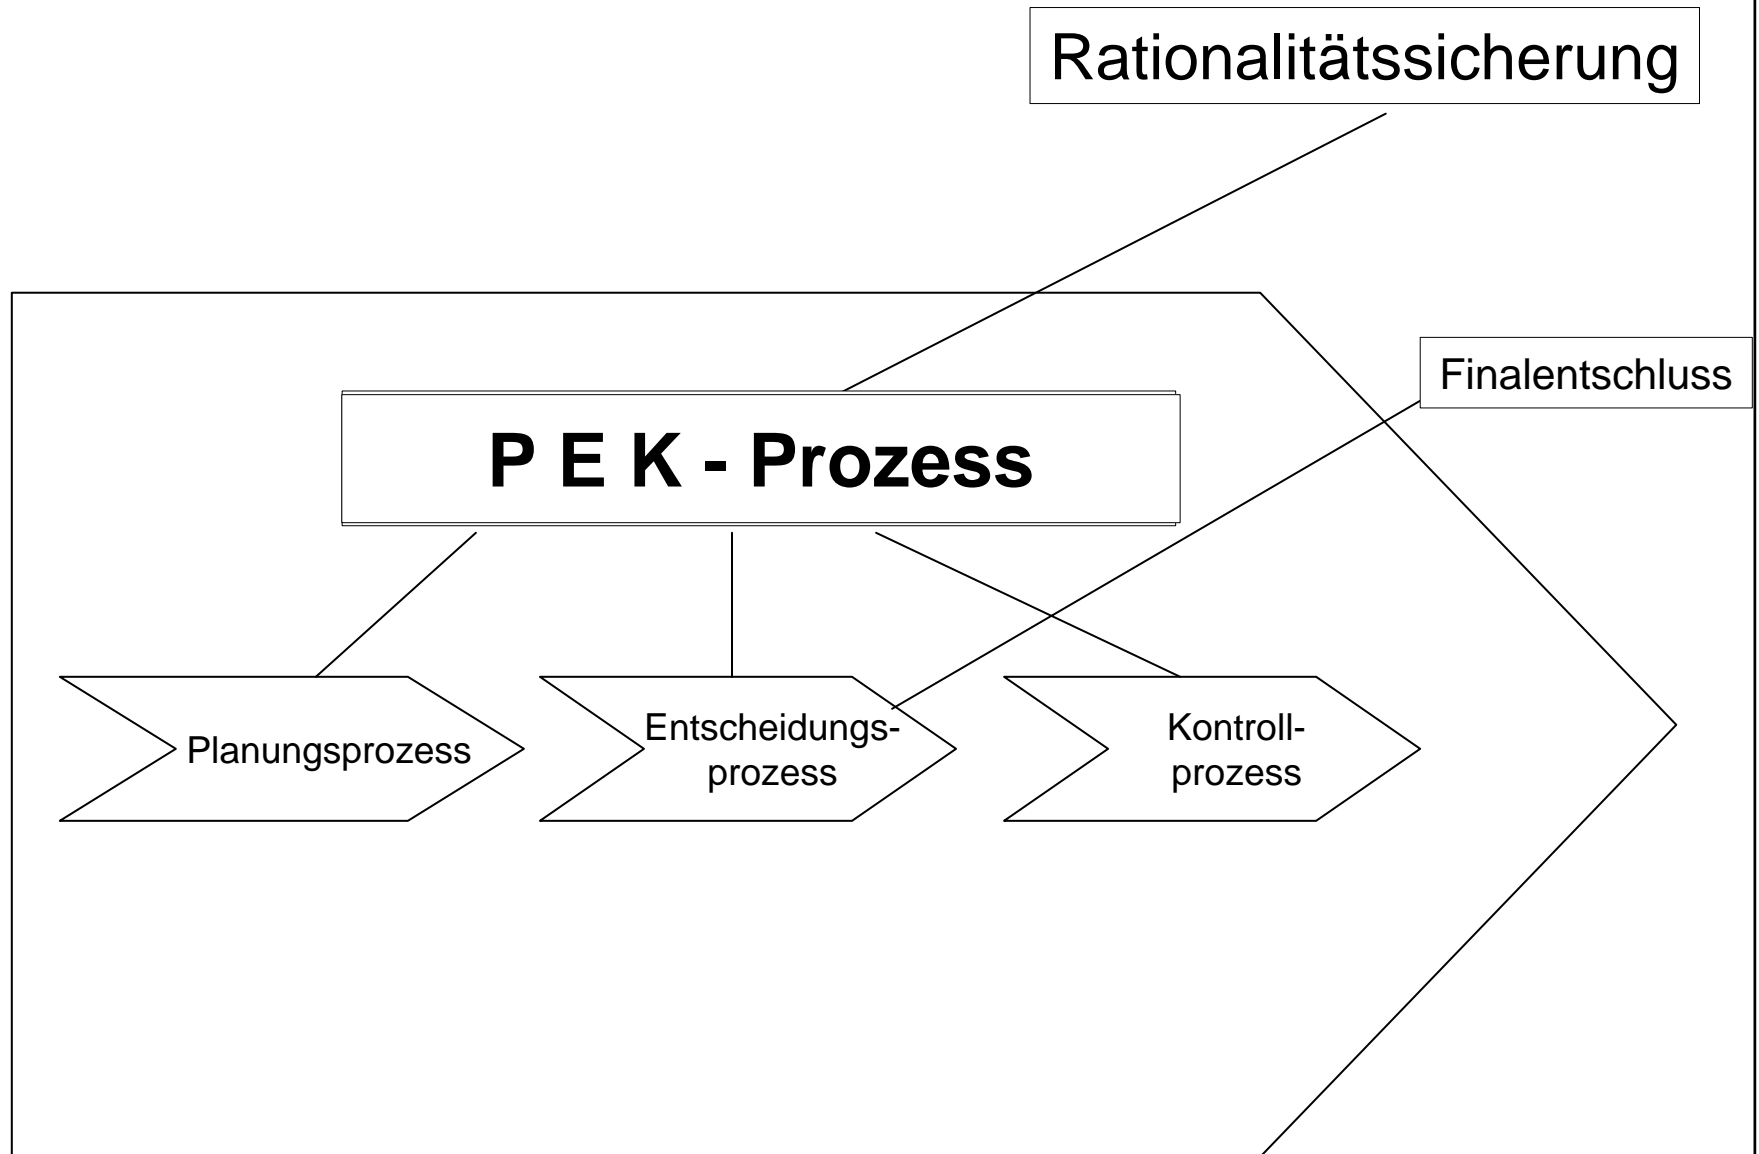 Rationalitätssicherung
Finalentschluss
P E K - Prozess
Planungsprozess
Entscheidungs-
prozess
Kontroll-
prozess